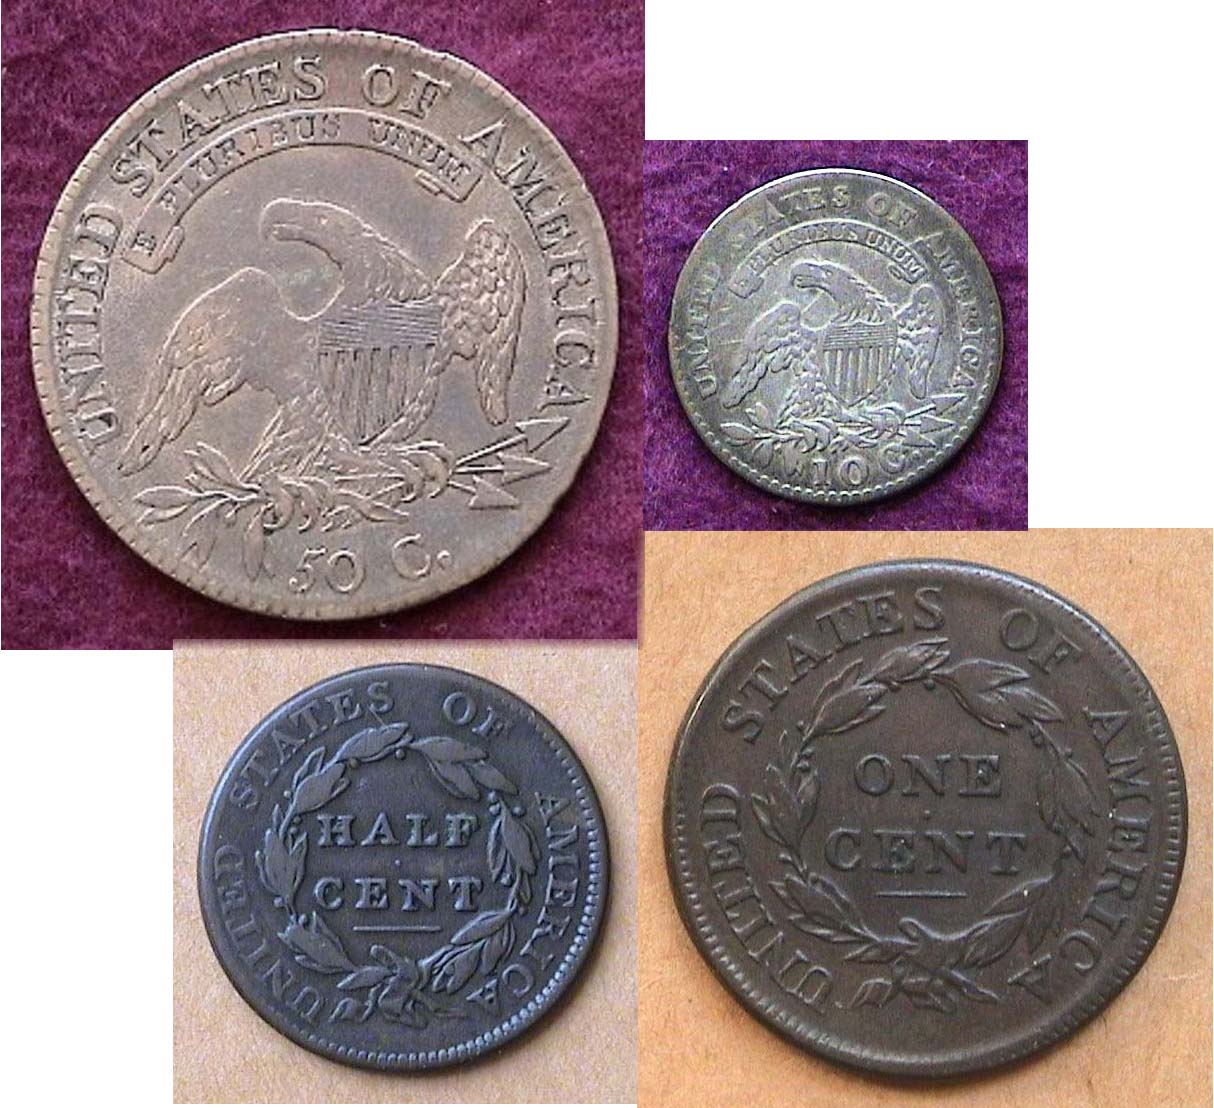 UNITED STATES OF AMERICA
E PLURIBUS UNUM
50 C.
UNITED STATES OF AMERICA
E PLURIBUS UNUM
10 C.
UNITED STATES OF AMERICA
HALF
CENT
UNITED STATES OF AMERICA
ONE
CENT